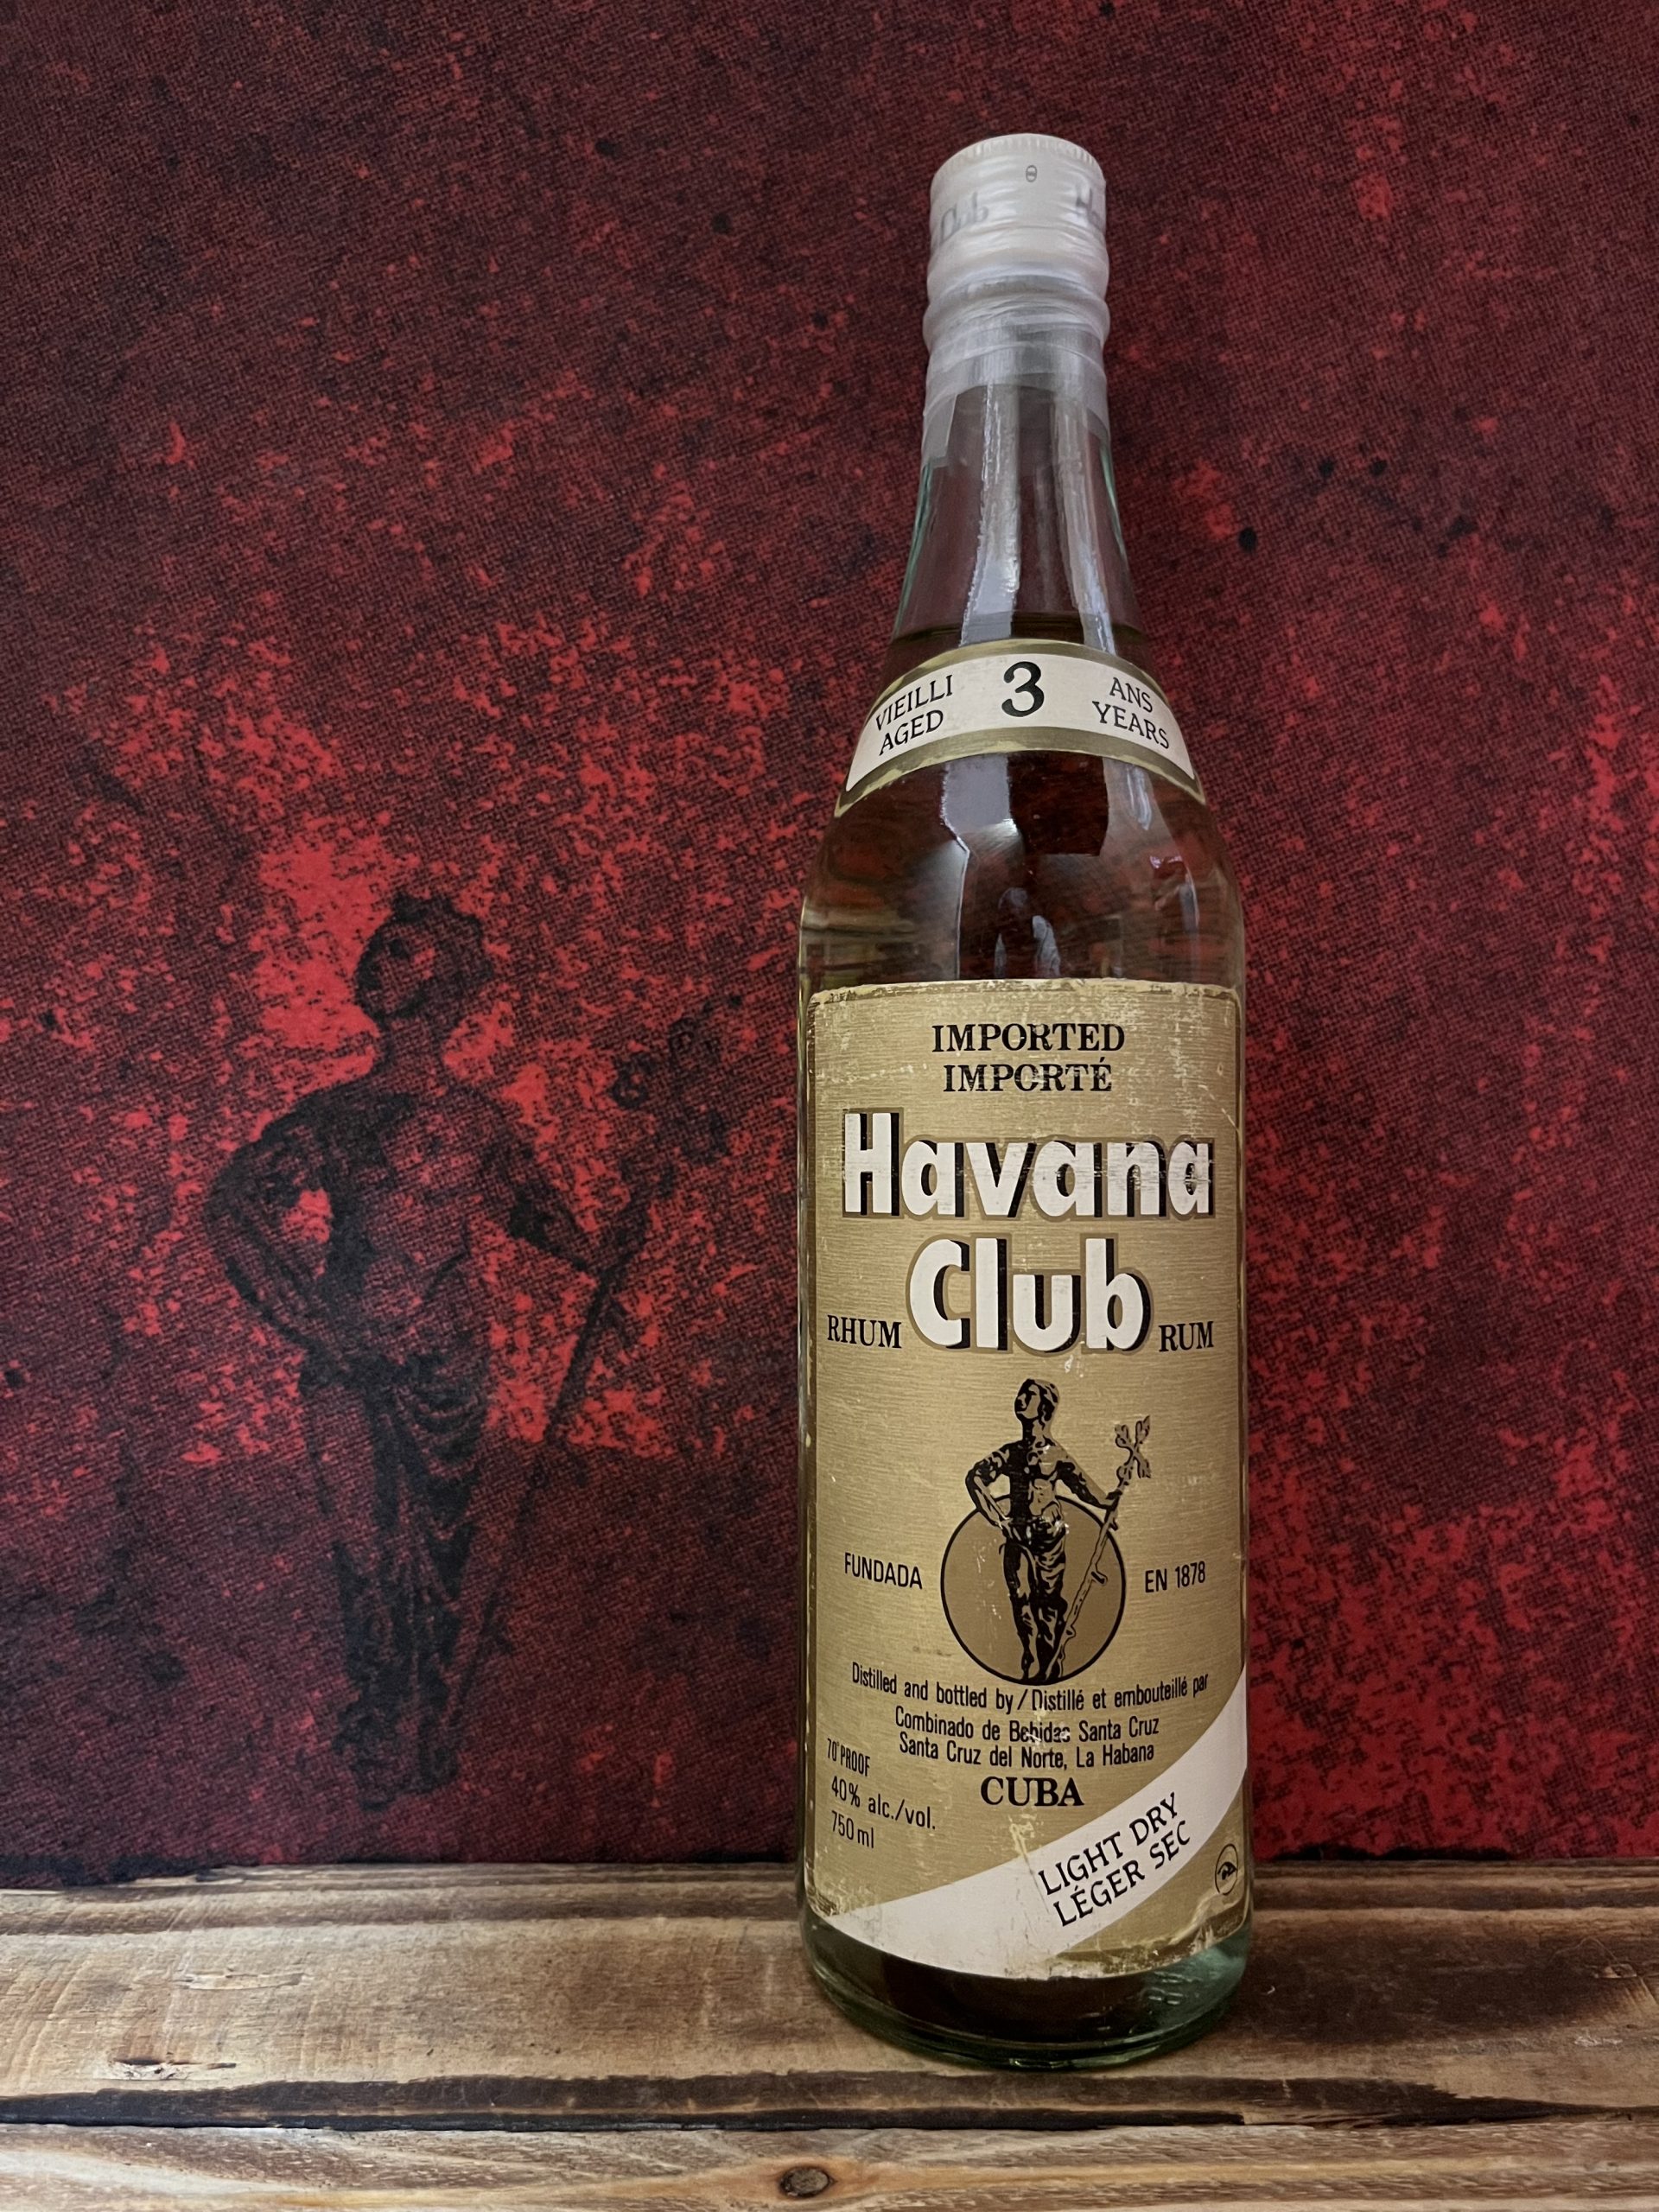 VIEILLI 3 ANS
AGED YEARS
IMPORTED
IMPORTÉ
Havana
Club
RHUM RUM
FUNDADA EN 1878
Distilled and bottled by / Distillé et embouteillé par
Combinado de Bebidas Santa Cruz
Santa Cruz del Norte, La Habana
CUBA
70° PROOF
40% alc./vol.
750 ml
LIGHT DRY
LÉGER SEC